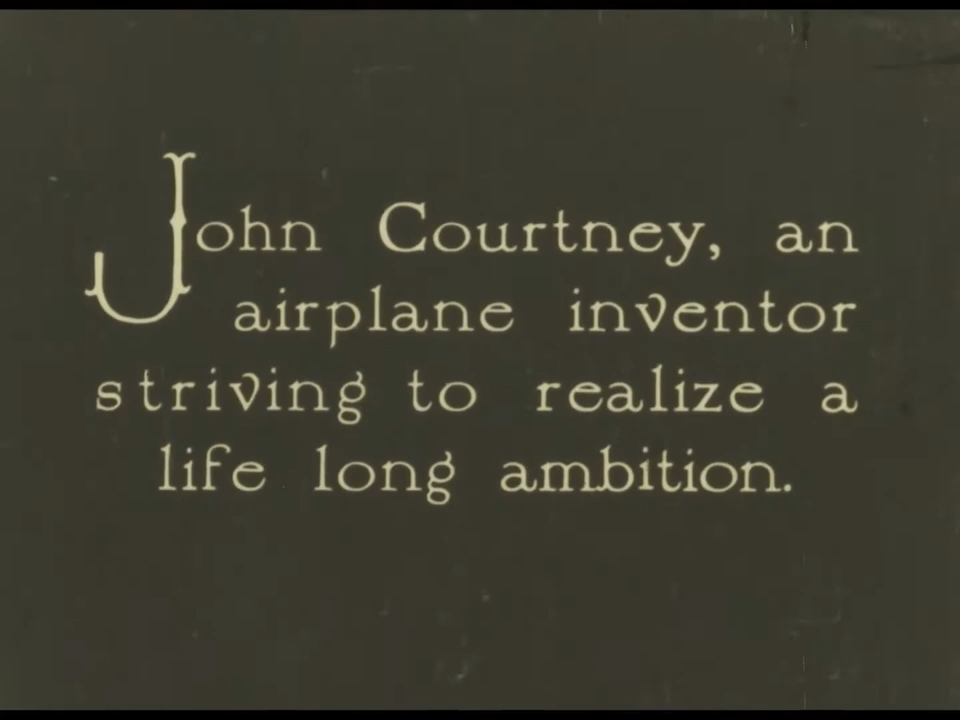 John Courtney, an
airplane inventor
striving to realize a
life long ambition.